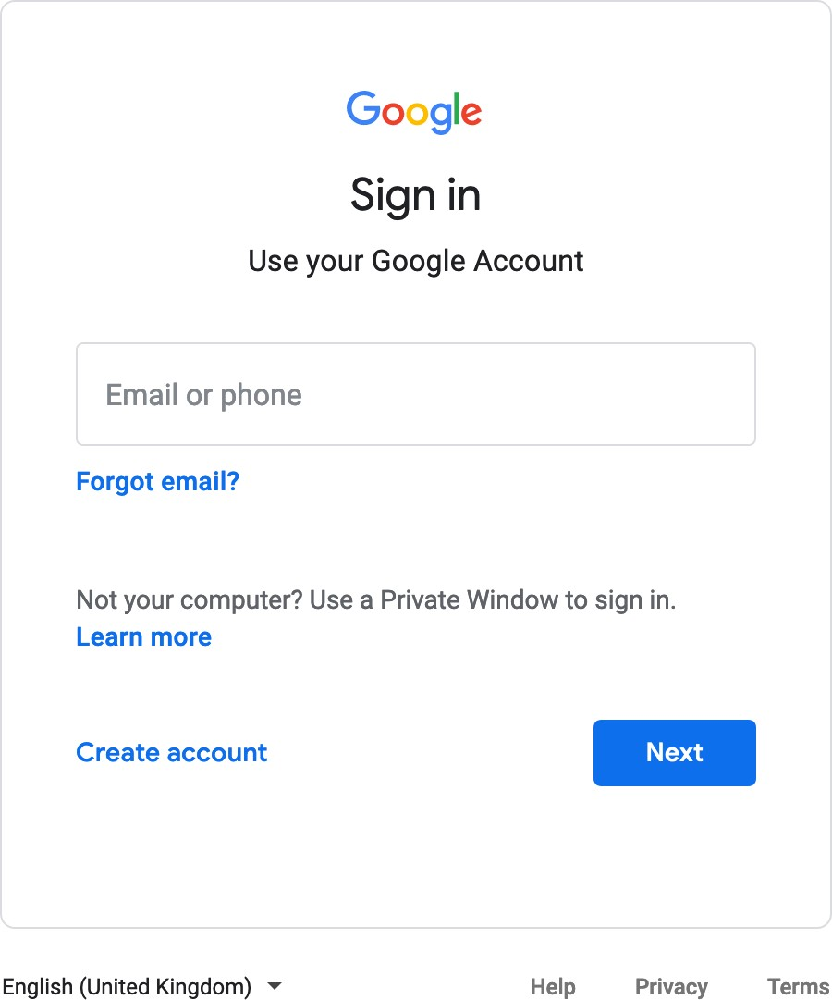 Google
Sign in
Use your Google Account
Email or phone
Forgot email?
Not your computer? Use a Private Window to sign in.
Learn more
Create account
Next
English (United Kingdom)
Help
Privacy
Terms